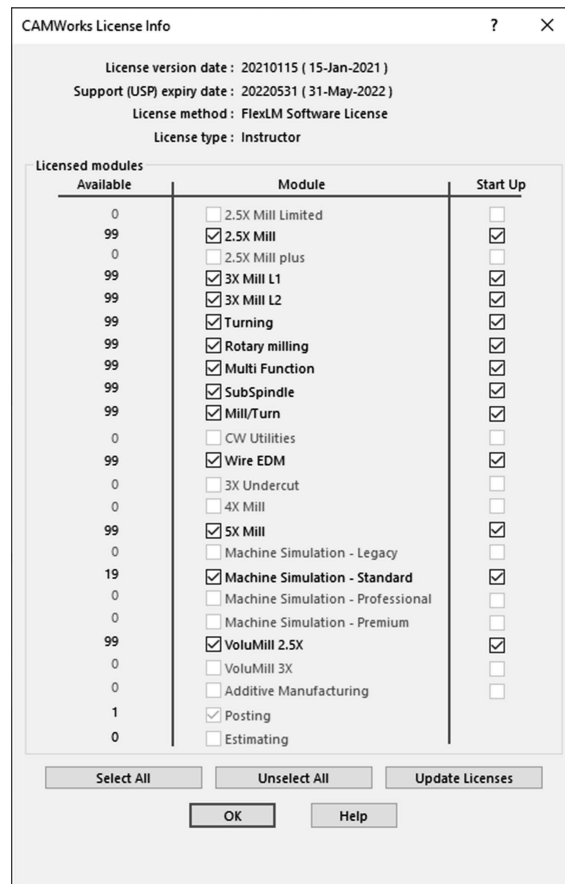 CAMWorks License Info ? ×
License version date : 20210115 ( 15-Jan-2021 )
Support (USP) expiry date : 20220531 ( 31-May-2022 )
License method : FlexLM Software License
License type : Instructor
Licensed modules
Available Module Start Up
0 2.5X Mill Limited
99 2.5X Mill
0 2.5X Mill plus
99 3X Mill L1
99 3X Mill L2
99 Turning
99 Rotary milling
99 Multi Function
99 SubSpindle
99 Mill/Turn
0 CW Utilities
99 Wire EDM
0 3X Undercut
0 4X Mill
99 5X Mill
0 Machine Simulation - Legacy
19 Machine Simulation - Standard
0 Machine Simulation - Professional
0 Machine Simulation - Premium
99 VoluMill 2.5X
0 VoluMill 3X
0 Additive Manufacturing
1 Posting
0 Estimating
Select All Unselect All Update Licenses
OK Help